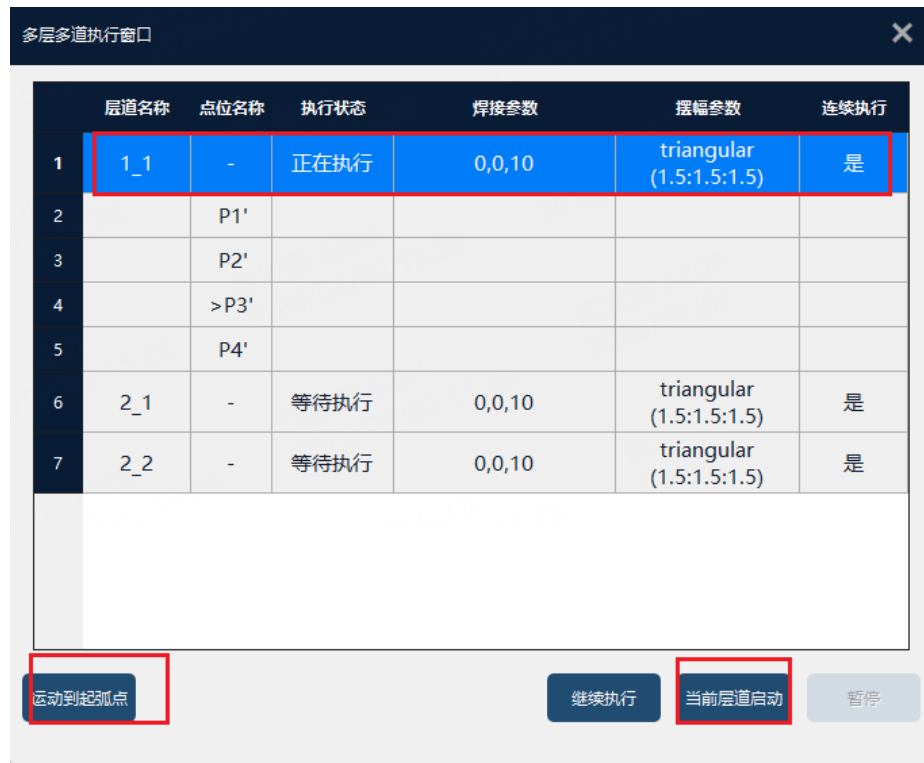 多层多道执行窗口
层道名称 点位名称 执行状态 焊接参数 摆幅参数 连续执行
1 1_1 - 正在执行 0,0,10 triangular (1.5:1.5:1.5) 是
2 P1'
3 P2'
4 >P3'
5 P4'
6 2_1 - 等待执行 0,0,10 triangular (1.5:1.5:1.5) 是
7 2_2 - 等待执行 0,0,10 triangular (1.5:1.5:1.5) 是
运动到起弧点 继续执行 当前层道启动 暂停